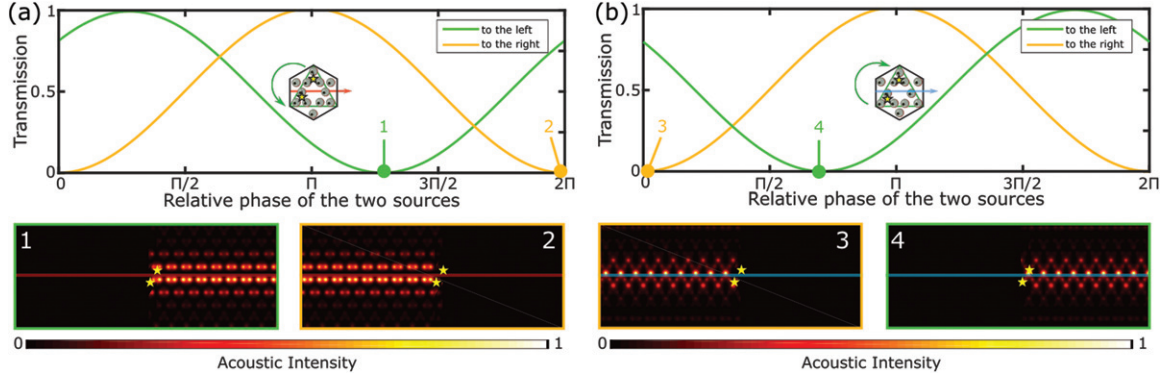 (a)
Transmission
1
0.5
0
to the left
to the right
1
2
0
Π/2
Π
3Π/2
2Π
Relative phase of the two sources
(b)
Transmission
1
0.5
0
to the left
to the right
3
4
0
Π/2
Π
3Π/2
2Π
Relative phase of the two sources
1
2
3
4
0
1
Acoustic Intensity
0
1
Acoustic Intensity